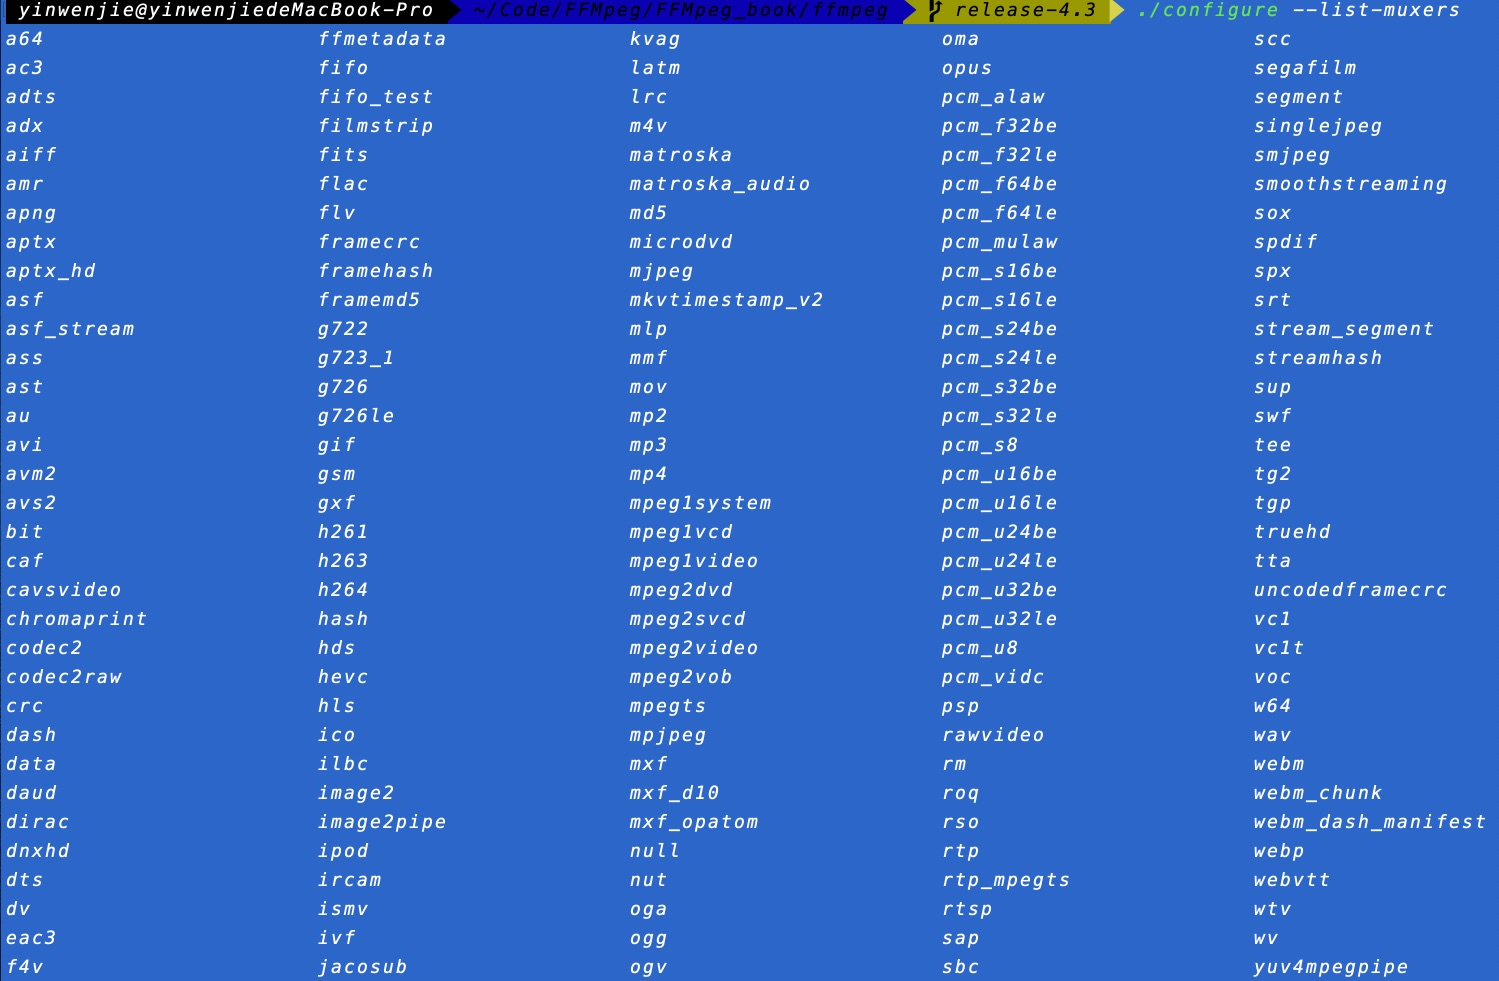 yinwenjie@yinwenjiedeMacBook-Pro ~/Code/FFMpeg/FFMpeg_book/ffmpeg release-4.3 ./configure --list-muxers
a64 ffmetadata kvag oma scc
ac3 fifo latm opus segafilm
adts fifo_test lrc pcm_alaw segment
adx filmstrip m4v pcm_f32be singlejpeg
aiff fits matroska pcm_f32le smjpeg
amr flac matroska_audio pcm_f64be smoothstreaming
apng flv md5 pcm_f64le sox
aptx framecrc microdvd pcm_mulaw spdif
aptx_hd framehash mjpeg pcm_s16be spx
asf framemd5 mkvtimestamp_v2 pcm_s16le srt
asf_stream g722 mlp pcm_s24be stream_segment
ass g723_1 mmf pcm_s24le streamhash
ast g726 mov pcm_s32be sup
au g726le mp2 pcm_s32le swf
avi gif mp3 pcm_s8 tee
avm2 gsm mp4 pcm_u16be tg2
avs2 gxf mpeg1system pcm_u16le tgp
bit h261 mpeg1vcd pcm_u24be truehd
caf h263 mpeg1video pcm_u24le tta
cavsvideo h264 mpeg2dvd pcm_u32be uncodedframecrc
chromaprint hash mpeg2svcd pcm_u32le vc1
codec2 hds mpeg2video pcm_u8 vc1t
codec2raw hevc mpeg2vob pcm_vidc voc
crc hls mpegts psp w64
dash ico mpjpeg rawvideo wav
data ilbc mxf rm webm
daud image2 mxf_d10 roq webm_chunk
dirac image2pipe mxf_opatom rso webm_dash_manifest
dnxhd ipod null rtp webp
dts ircam nut rtp_mpegts webvtt
dv ismv oga rtsp wtv
eac3 ivf ogg sap wv
f4v jacosub ogv sbc yuv4mpegpipe